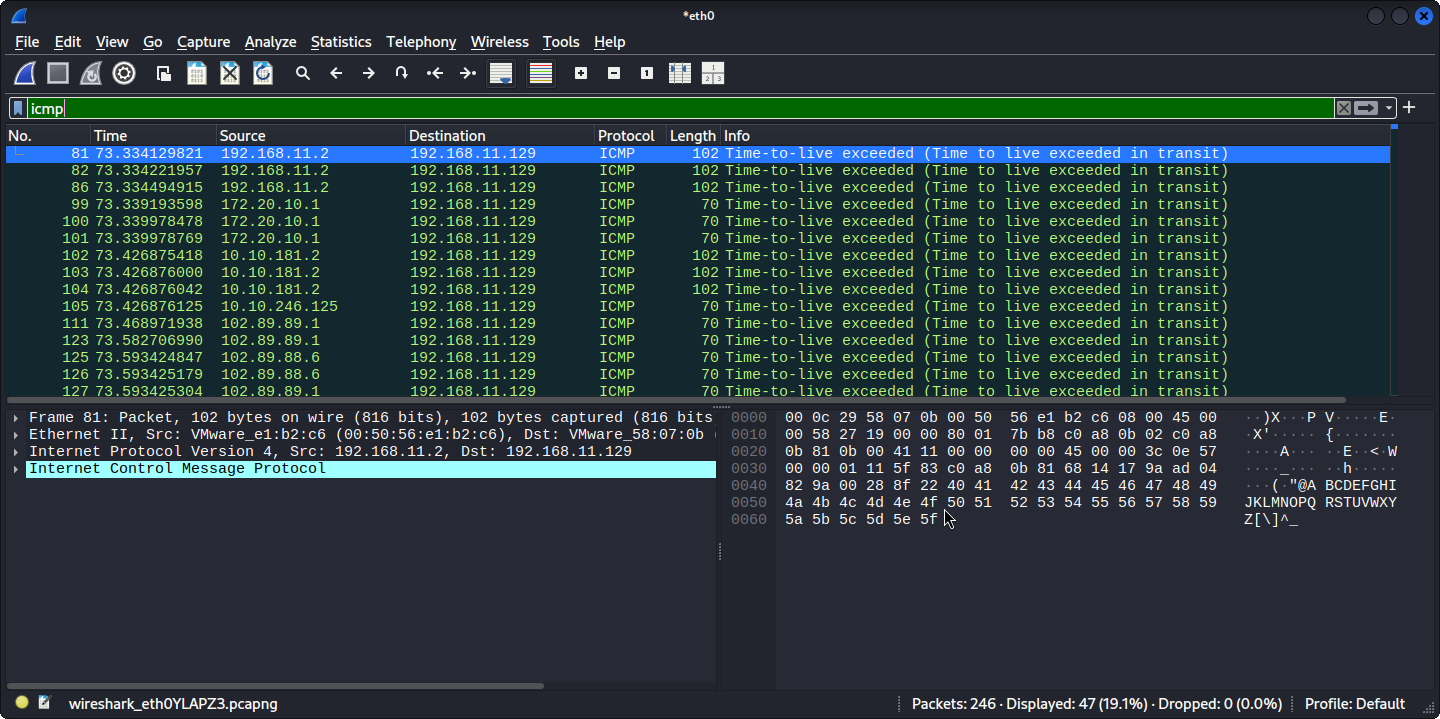 *eth0
File Edit View Go Capture Analyze Statistics Telephony Wireless Tools Help
icmp
No. Time Source Destination Protocol Length Info
81 73.334129821 192.168.11.2 192.168.11.129 ICMP 102 Time-to-live exceeded (Time to live exceeded in transit)
82 73.334221957 192.168.11.2 192.168.11.129 ICMP 102 Time-to-live exceeded (Time to live exceeded in transit)
86 73.334494915 192.168.11.2 192.168.11.129 ICMP 102 Time-to-live exceeded (Time to live exceeded in transit)
99 73.339193598 172.20.10.1 192.168.11.129 ICMP 70 Time-to-live exceeded (Time to live exceeded in transit)
100 73.339978478 172.20.10.1 192.168.11.129 ICMP 70 Time-to-live exceeded (Time to live exceeded in transit)
101 73.339978769 172.20.10.1 192.168.11.129 ICMP 70 Time-to-live exceeded (Time to live exceeded in transit)
102 73.426875418 10.10.181.2 192.168.11.129 ICMP 102 Time-to-live exceeded (Time to live exceeded in transit)
103 73.426876000 10.10.181.2 192.168.11.129 ICMP 102 Time-to-live exceeded (Time to live exceeded in transit)
104 73.426876042 10.10.181.2 192.168.11.129 ICMP 102 Time-to-live exceeded (Time to live exceeded in transit)
105 73.426876125 10.10.246.125 192.168.11.129 ICMP 70 Time-to-live exceeded (Time to live exceeded in transit)
111 73.468971938 102.89.89.1 192.168.11.129 ICMP 70 Time-to-live exceeded (Time to live exceeded in transit)
123 73.582706990 102.89.89.1 192.168.11.129 ICMP 70 Time-to-live exceeded (Time to live exceeded in transit)
125 73.593424847 102.89.88.6 192.168.11.129 ICMP 70 Time-to-live exceeded (Time to live exceeded in transit)
126 73.593425179 102.89.88.6 192.168.11.129 ICMP 70 Time-to-live exceeded (Time to live exceeded in transit)
127 73.593425304 102.89.89.1 192.168.11.129 ICMP 70 Time-to-live exceeded (Time to live exceeded in transit)
Frame 81: Packet, 102 bytes on wire (816 bits), 102 bytes captured (816 bits
Ethernet II, Src: VMware_e1:b2:c6 (00:50:56:e1:b2:c6), Dst: VMware_58:07:0b (
Internet Protocol Version 4, Src: 192.168.11.2, Dst: 192.168.11.129
Internet Control Message Protocol
0000 00 0c 29 58 07 0b 00 50 56 e1 b2 c6 08 00 45 00 ··)X···P V·····E·
0010 00 58 27 19 00 00 80 01 7b b8 c0 a8 0b 02 c0 a8 ·X'····· {·······
0020 0b 81 0b 00 41 11 00 00 00 00 45 00 00 3c 0e 57 ····A··· ··E··<·W
0030 00 00 01 11 5f 83 c0 a8 0b 81 68 14 17 9a ad 04 ····_··· ··h·····
0040 82 9a 00 28 8f 22 40 41 42 43 44 45 46 47 48 49 ···(·"@A BCDEFGHI
0050 4a 4b 4c 4d 4e 4f 50 51 52 53 54 55 56 57 58 59 JKLMNOPQ RSTUVWXY
0060 5a 5b 5c 5d 5e 5f Z[\]^_
wireshark_eth0YLAPZ3.pcapng
Packets: 246 · Displayed: 47 (19.1%) · Dropped: 0 (0.0%) Profile: Default